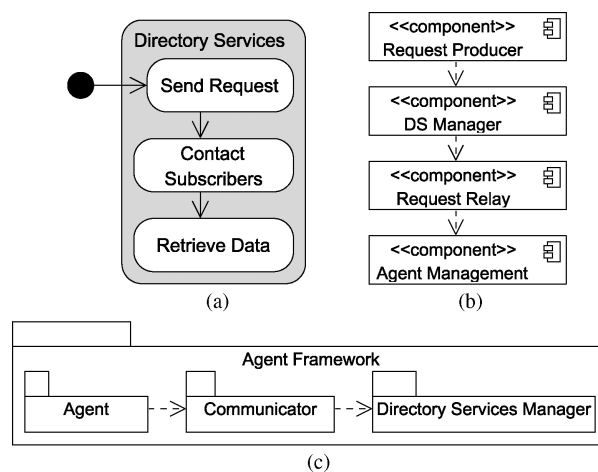 Directory Services
Send Request
Contact
Subscribers
Retrieve Data
(a)
<<component>>
Request Producer
<<component>>
DS Manager
<<component>>
Request Relay
<<component>>
Agent Management
(b)
Agent Framework
Agent
Communicator
Directory Services Manager
(c)